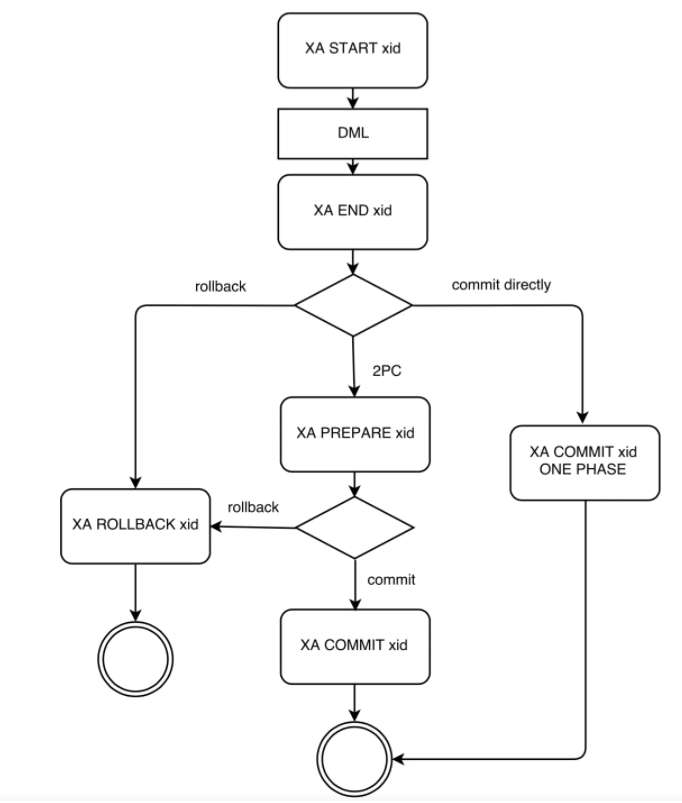 XA START xid
DML
XA END xid
rollback
commit directly
2PC
XA PREPARE xid
XA COMMIT xid
ONE PHASE
rollback
XA ROLLBACK xid
commit
XA COMMIT xid